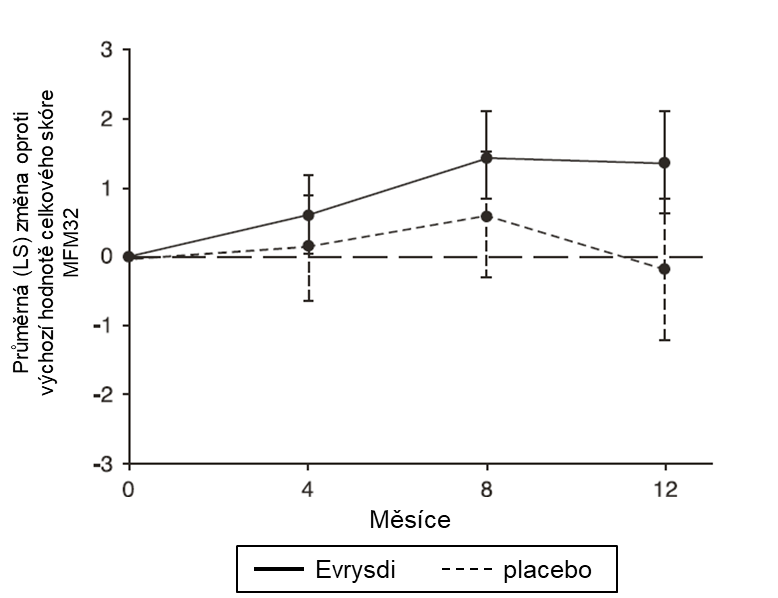 Průměrná (LS) změna oproti
výchozí hodnotě celkového skóre
MFM32
3
2
1
0
-1
-2
-3
0 4 8 12
Měsíce
Evrysdi placebo